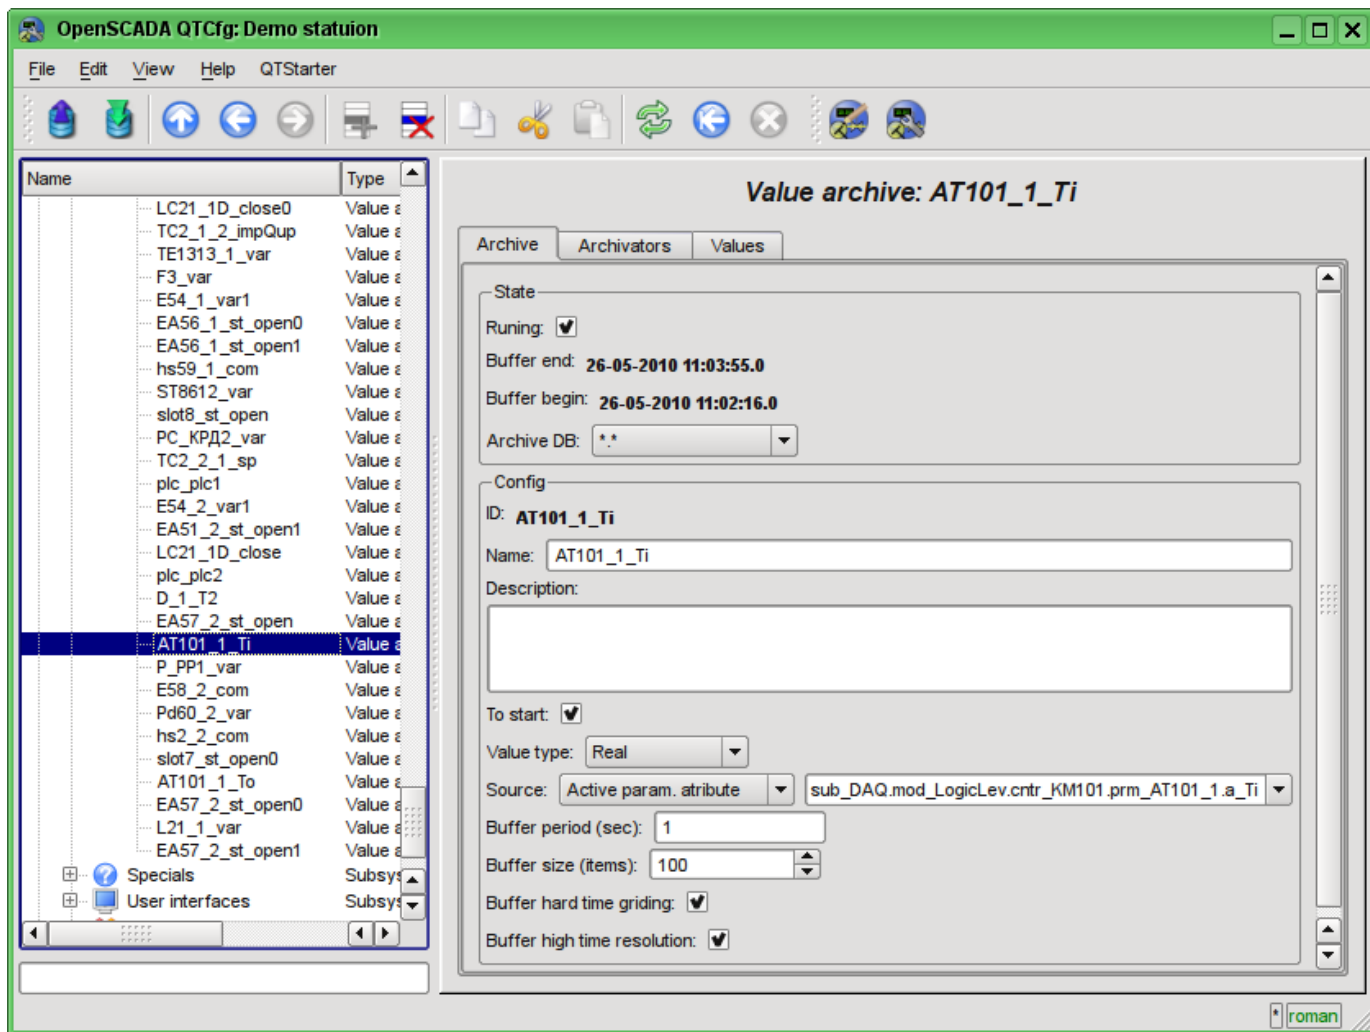 OpenSCADA QTCfg: Demo statuion
File Edit View Help QTStarter
Name Type
LC21_1D_close0 Value a
TC2_1_2_impQup Value a
TE1313_1_var Value a
F3_var Value a
E54_1_var1 Value a
EA56_1_st_open0 Value a
EA56_1_st_open1 Value a
hs59_1_com Value a
ST8612_var Value a
slot8_st_open Value a
PC_КРД2_var Value a
TC2_2_1_sp Value a
plc_plc1 Value a
E54_2_var1 Value a
EA51_2_st_open1 Value a
LC21_1D_close Value a
plc_plc2 Value a
D_1_T2 Value a
EA57_2_st_open Value a
AT101_1_Ti Value a
P_PP1_var Value a
E58_2_com Value a
Pd60_2_var Value a
hs2_2_com Value a
slot7_st_open0 Value a
AT101_1_To Value a
EA57_2_st_open0 Value a
L21_1_var Value a
EA57_2_st_open1 Value a
Specials Subsys
User interfaces Subsys
Value archive: AT101_1_Ti
Archive Archivators Values
State
Runing:
Buffer end: 26-05-2010 11:03:55.0
Buffer begin: 26-05-2010 11:02:16.0
Archive DB: *.*
Config
ID: AT101_1_Ti
Name: AT101_1_Ti
Description:
To start:
Value type: Real
Source: Active param. atribute sub_DAQ.mod_LogicLev.cntr_KM101.prm_AT101_1.a_Ti
Buffer period (sec): 1
Buffer size (items): 100
Buffer hard time griding:
Buffer high time resolution:
* roman